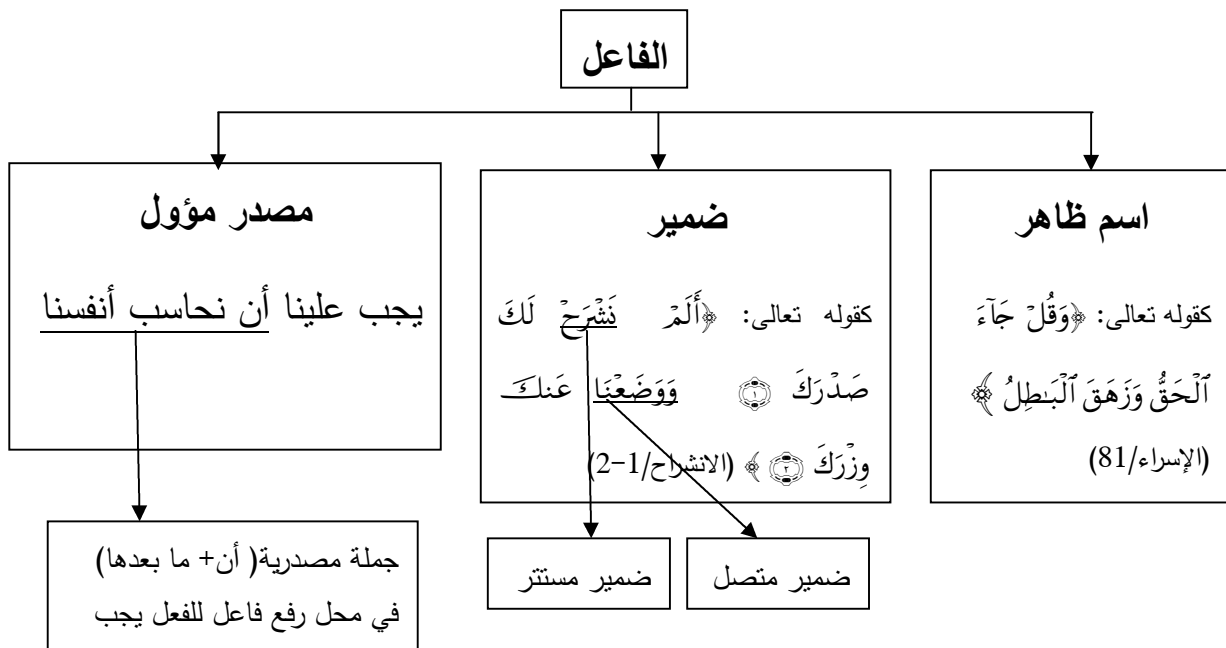 الفاعل
اسم ظاهر
كقوله تعالى: ﴿وَقُلۡ جَآءَ
ٱلۡحَقُّ وَزَهَقَ ٱلۡبَٰطِلُ ﴾
(الإسراء/81)
ضمير
كقوله تعالى: ﴿أَلَمۡ نَشۡرَحۡ لَكَ
صَدۡرَكَ ١ وَوَضَعۡنَا عَنكَ
وِزۡرَكَ ٢ ﴾ (الانشراح/1-2)
ضمير متصل
ضمير مستتر
مصدر مؤول
يجب علينا أن نحاسب أنفسنا
جملة مصدرية( أن+ ما بعدها)
في محل رفع فاعل للفعل يجب